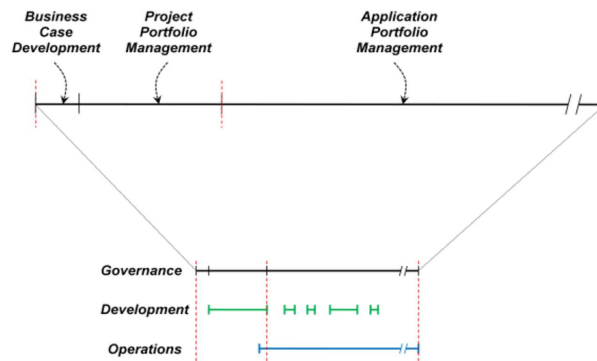 Business
Case
Development
Project
Portfolio
Management
Application
Portfolio
Management
Governance
Development
Operations